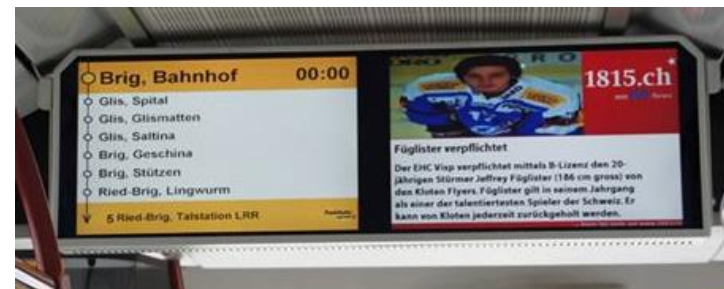 Brig, Bahnhof 00:00
Glis, Spital
Glis, Glismatten
Glis, Saltina
Brig, Geschina
Brig, Stützen
Ried-Brig, Lingwurm
5 Ried-Brig, Talstation LRR
1815.ch
Füglister verpflichtet
Der EHC Visp verpflichtet mittels B-Lizenz den 20-
jährigen Stürmer Jeffrey Füglister (186 cm gross) von
den Kloten Flyers. Füglister gilt in seinem Jahrgang
als einer der talentiertesten Spieler der Schweiz. Er
kann von Kloten jederzeit zurückgeholt werden.